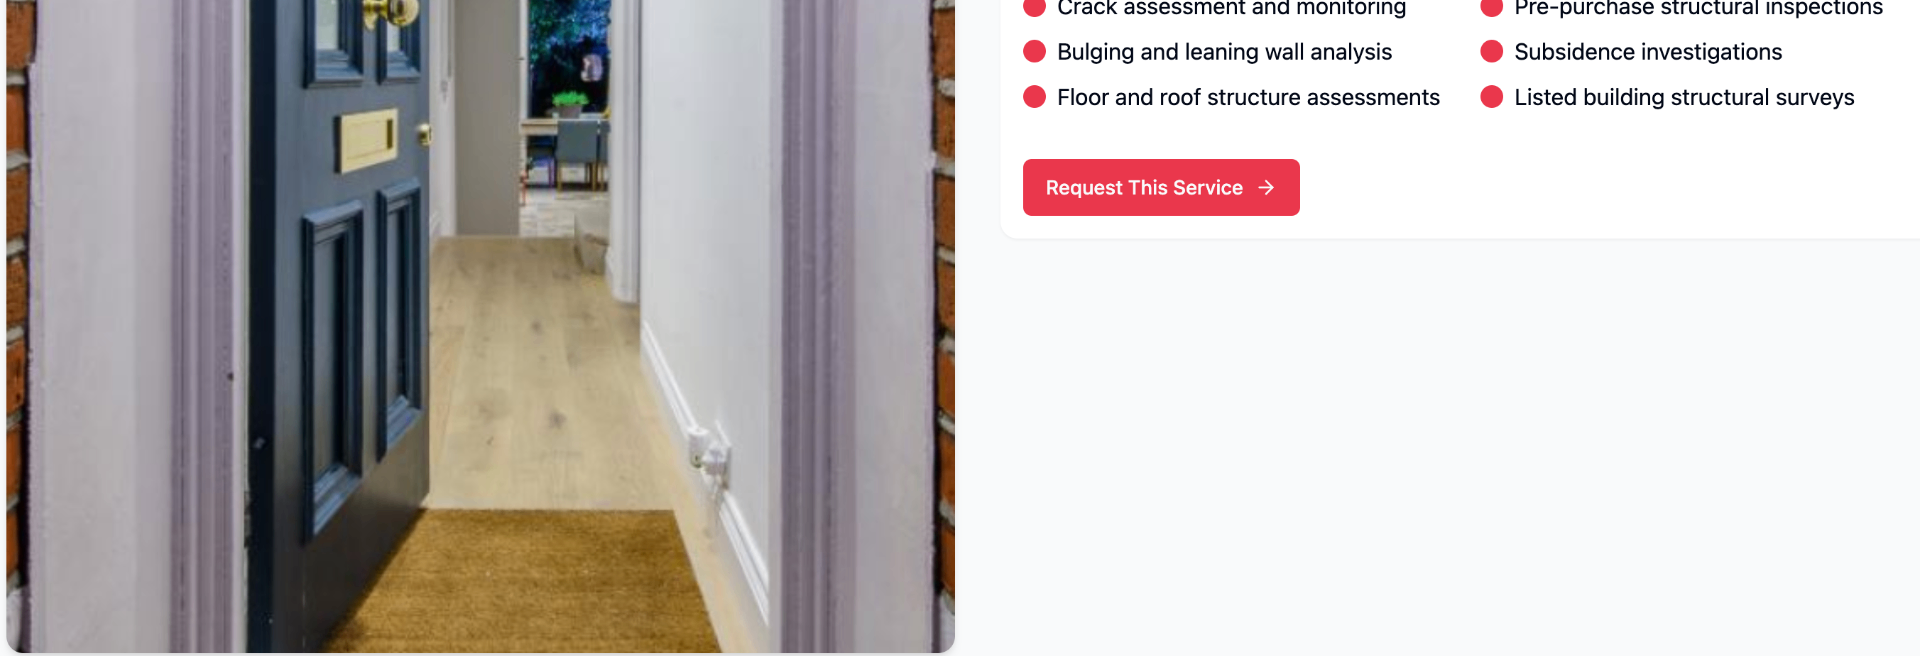 Crack assessment and monitoring
Pre-purchase structural inspections
Bulging and leaning wall analysis
Subsidence investigations
Floor and roof structure assessments
Listed building structural surveys
Request This Service